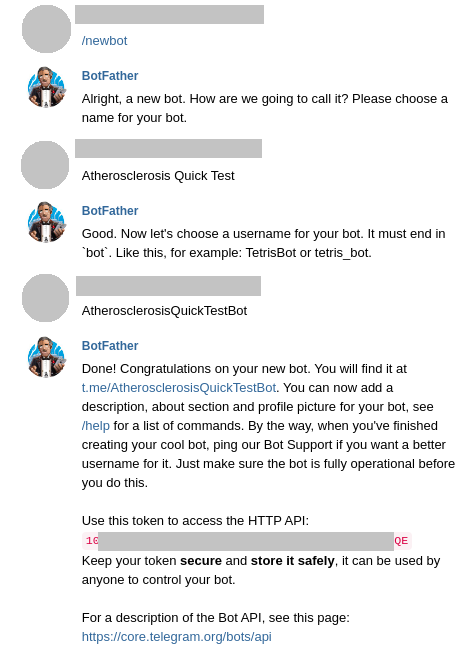 /newbot
BotFather
Alright, a new bot. How are we going to call it? Please choose a
name for your bot.
Atherosclerosis Quick Test
BotFather
Good. Now let's choose a username for your bot. It must end in
`bot`. Like this, for example: TetrisBot or tetris_bot.
AtherosclerosisQuickTestBot
BotFather
Done! Congratulations on your new bot. You will find it at
t.me/AtherosclerosisQuickTestBot. You can now add a
description, about section and profile picture for your bot, see
/help for a list of commands. By the way, when you've finished
creating your cool bot, ping our Bot Support if you want a better
username for it. Just make sure the bot is fully operational before
you do this.
Use this token to access the HTTP API:
QE
Keep your token secure and store it safely, it can be used by
anyone to control your bot.
For a description of the Bot API, see this page:
https://core.telegram.org/bots/api